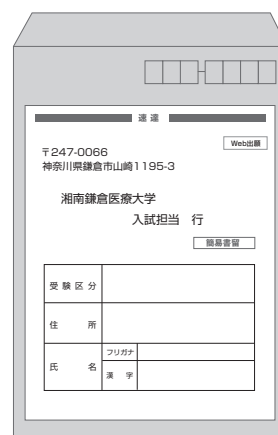 速達
Web出願
〒247-0066
神奈川県鎌倉市山崎1195-3
湘南鎌倉医療大学
入試担当 行
簡易書留
受験区分
住所
氏名
フリガナ
漢字